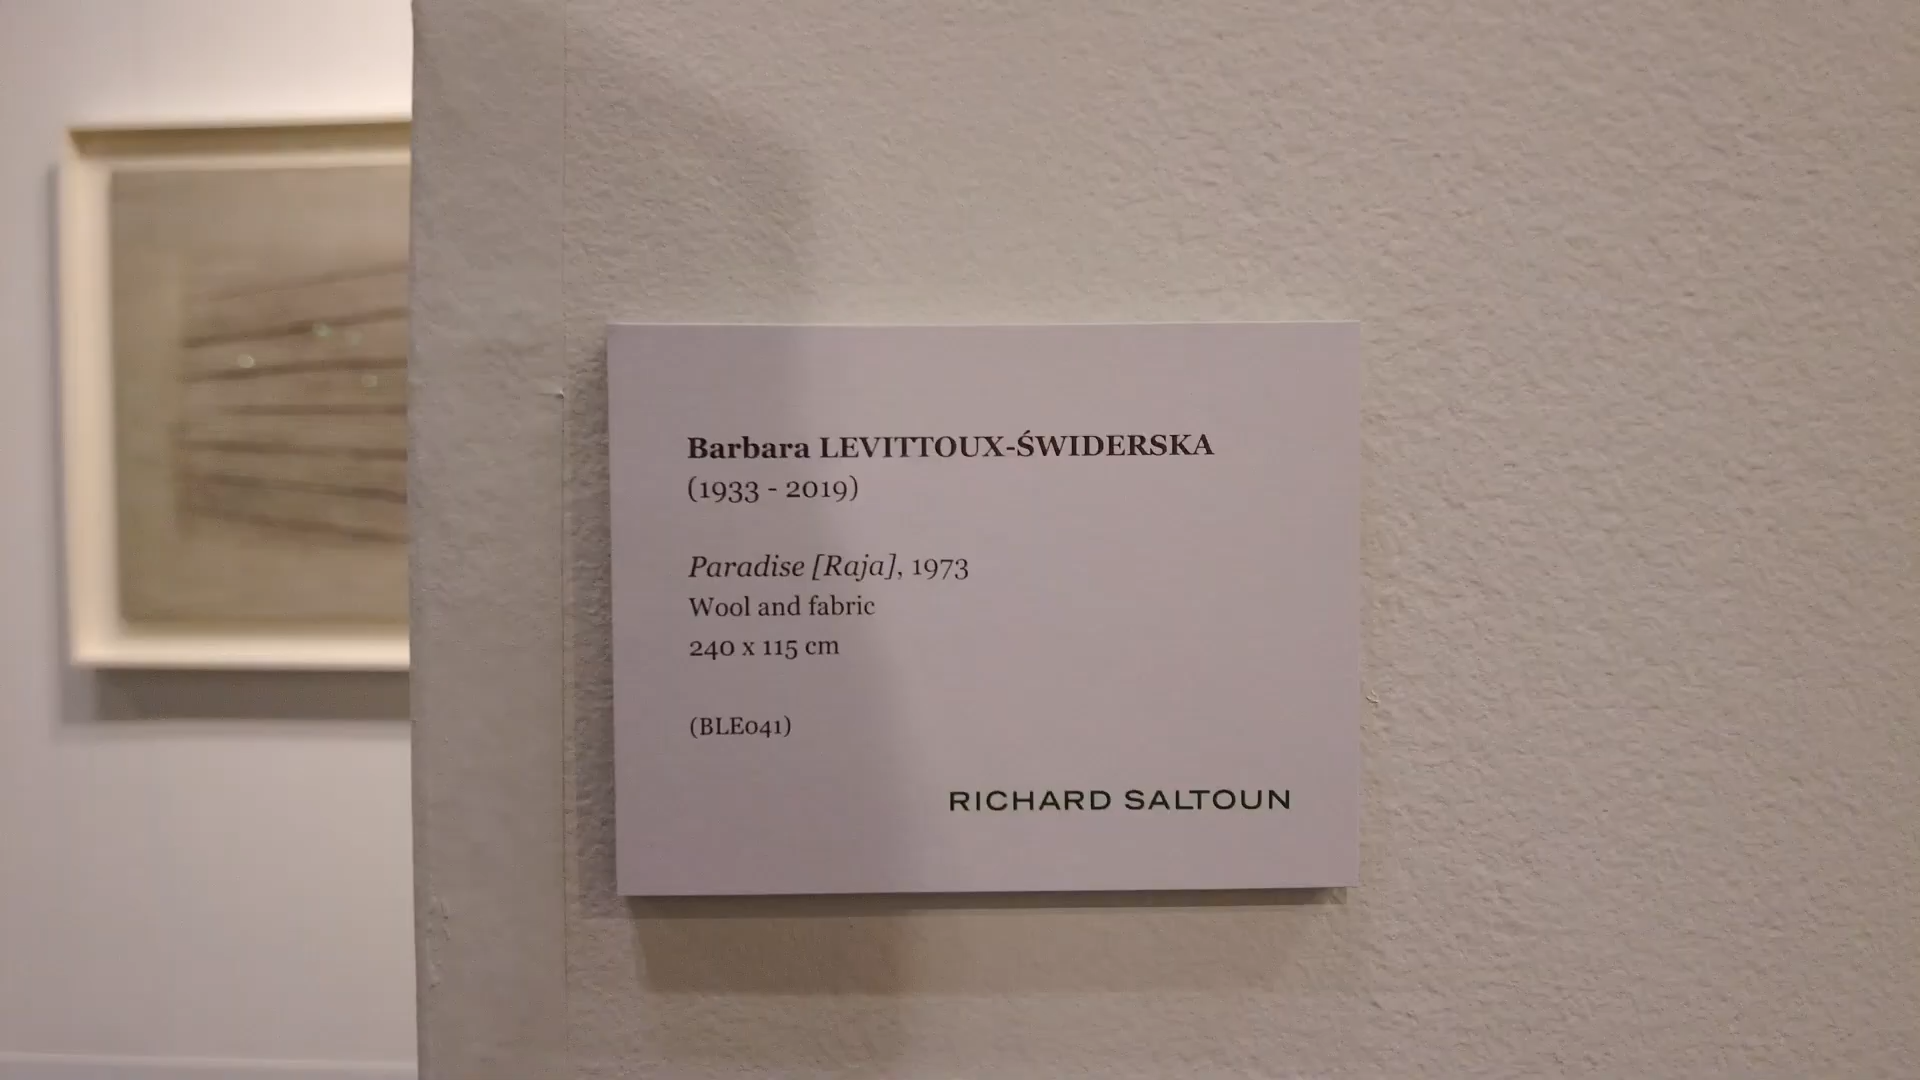 Barbara LEVITTOUX-ŚWIDERSKA
(1933 - 2019)
Paradise [Raja], 1973
Wool and fabric
240 x 115 cm
(BLE041)
RICHARD SALTOUN